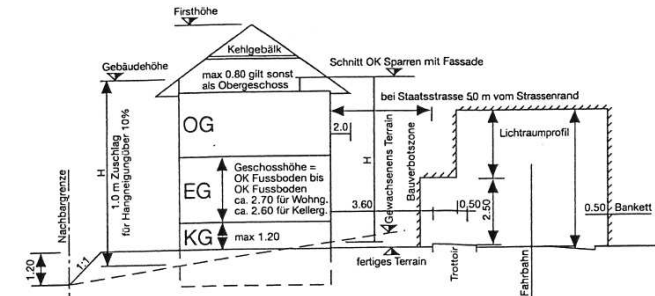 Firsthöhe
Kehlgebälk
Gebäudehöhe
Schnitt OK Sparren mit Fassade
max 0.80 gilt sonst
als Obergeschoss
bei Staatsstrasse 5.0 m vom Strassenrand
OG
2.0
Lichtraumprofil
H
1.0 m Zuschlag
für Hangneigung über 10%
H
Gewachsenens Terrain
Bauverbotszone
Nachbargrenze
EG
Geschosshöhe =
OK Fussboden bis
OK Fussboden
ca. 2.70 für Wohng.
ca. 2.60 für Kellerg.
3.60
0.50
2.50
0.50 Bankett
KG
max 1.20
1.20
1:1
fertiges Terrain
Trottoir
Fahrbahn